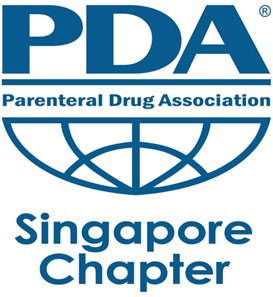 PDA®
Parenteral Drug Association
Singapore
Chapter